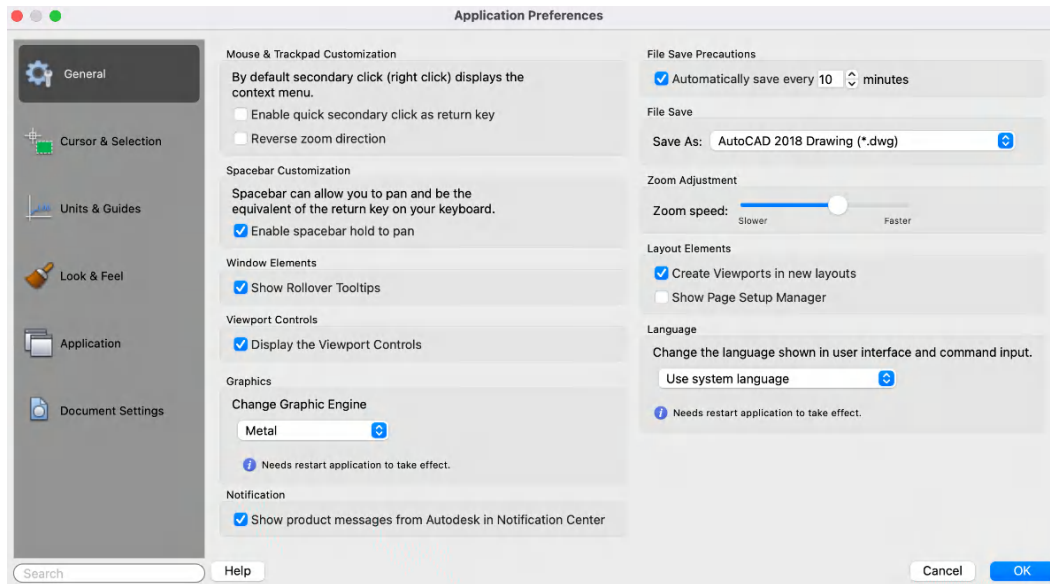 Application Preferences
General
Cursor & Selection
Units & Guides
Look & Feel
Application
Document Settings
Search
Mouse & Trackpad Customization
By default secondary click (right click) displays the
context menu.
Enable quick secondary click as return key
Reverse zoom direction
Spacebar Customization
Spacebar can allow you to pan and be the
equivalent of the return key on your keyboard.
Enable spacebar hold to pan
Window Elements
Show Rollover Tooltips
Viewport Controls
Display the Viewport Controls
Graphics
Change Graphic Engine
Metal
Needs restart application to take effect.
Notification
Show product messages from Autodesk in Notification Center
File Save Precautions
Automatically save every 10 minutes
File Save
Save As: AutoCAD 2018 Drawing (*.dwg)
Zoom Adjustment
Zoom speed:
Slower Faster
Layout Elements
Create Viewports in new layouts
Show Page Setup Manager
Language
Change the language shown in user interface and command input.
Use system language
Needs restart application to take effect.
Help
Cancel
OK